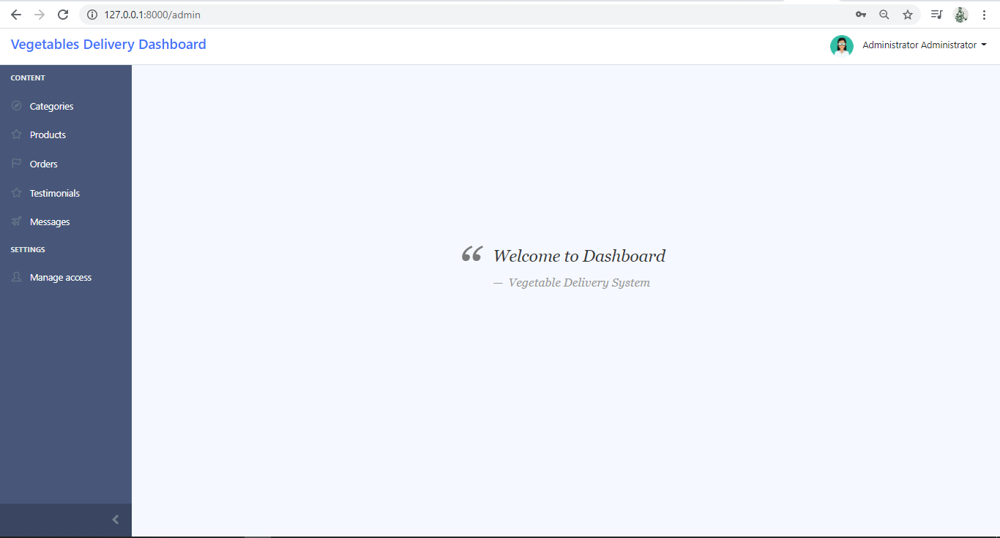 127.0.0.1:8000/admin
Vegetables Delivery Dashboard
Administrator Administrator
CONTENT
Categories
Products
Orders
Testimonials
Messages
SETTINGS
Manage access
“ Welcome to Dashboard
— Vegetable Delivery System